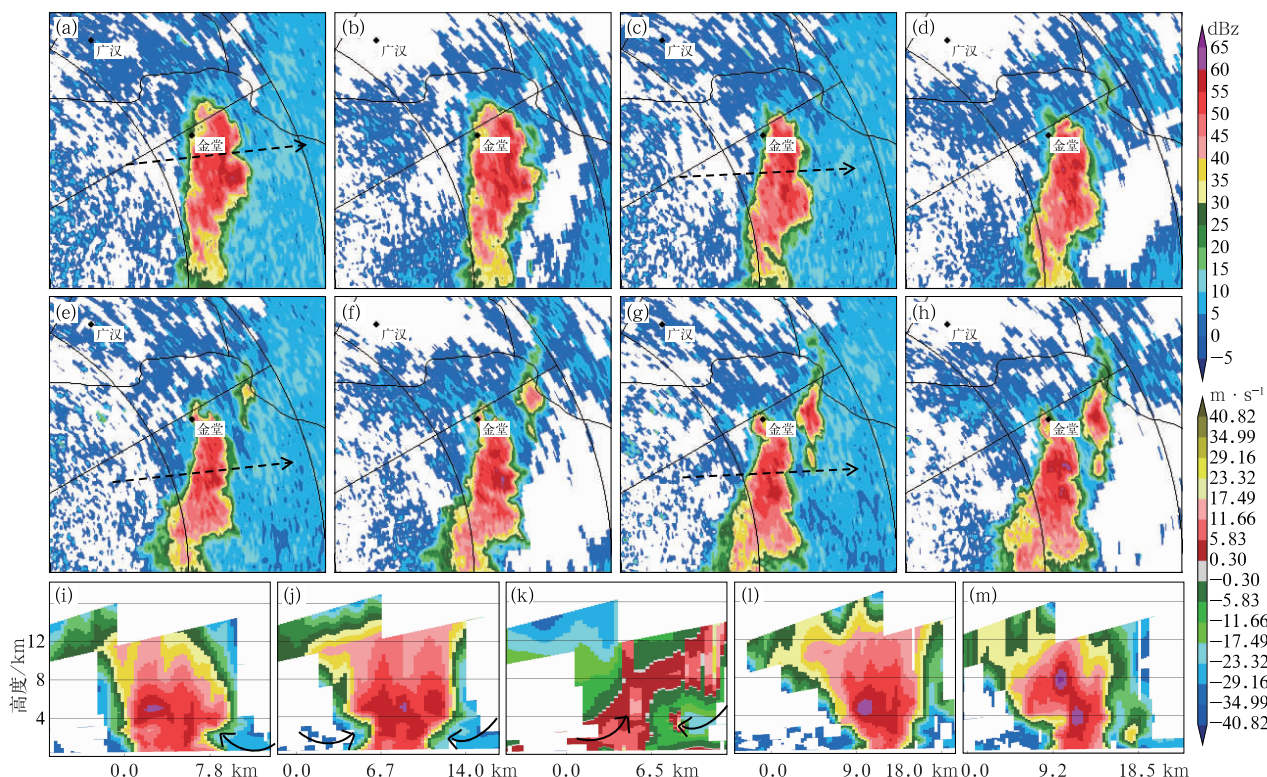 (a)
广汉
金堂
(b)
广汉
金堂
(c)
广汉
金堂
(d)
广汉
金堂
dBz
65
60
55
50
45
40
35
30
25
20
15
10
5
0
−5
(e)
广汉
金堂
(f)
广汉
金堂
(g)
广汉
金堂
(h)
广汉
金堂
m · s⁻¹
40.82
34.99
29.16
23.32
17.49
11.66
5.83
0.30
−0.30
−5.83
−11.66
−17.49
−23.32
−29.16
−34.99
−40.82
高度/km
12
8
4
(i)
0.0 7.8 km
(j)
0.0 6.7 14.0 km
(k)
0.0 6.5 km
(l)
0.0 9.0 18.0 km
(m)
0.0 9.2 18.5 km